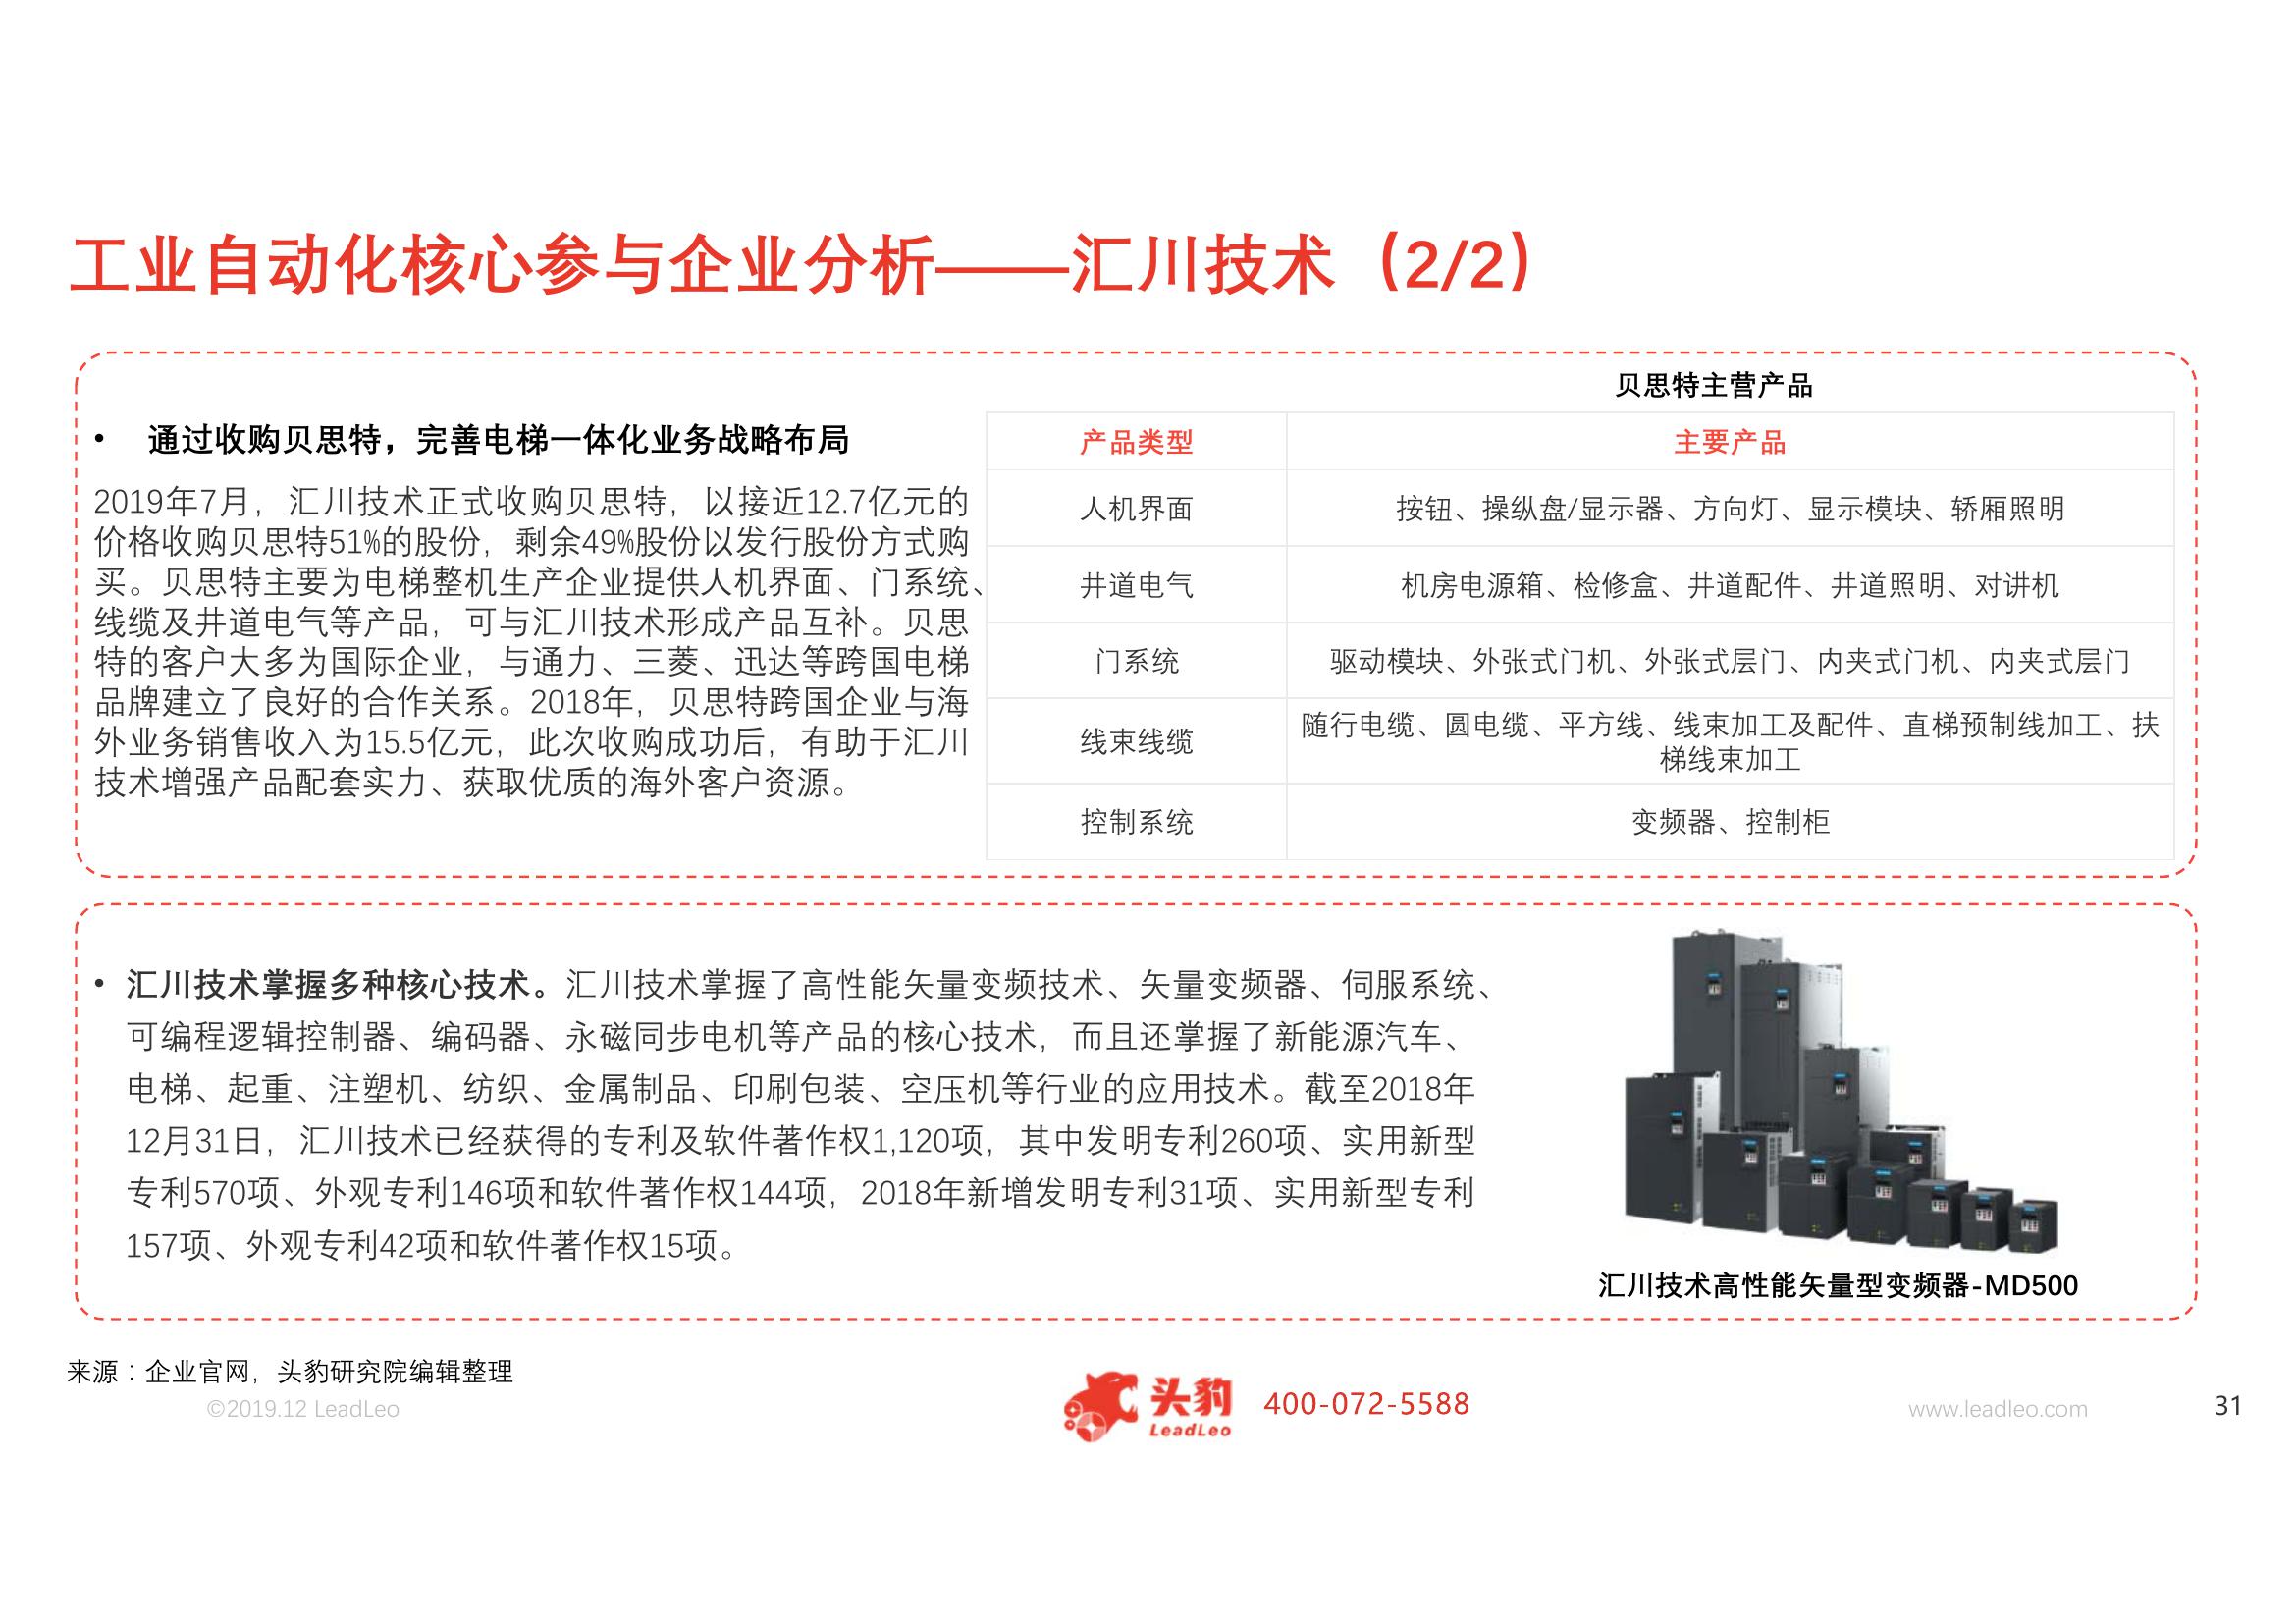 工业自动化核心参与企业分析——汇川技术（2/2）
• 通过收购贝思特，完善电梯一体化业务战略布局
2019年7月，汇川技术正式收购贝思特，以接近12.7亿元的
价格收购贝思特51%的股份，剩余49%股份以发行股份方式购
买。贝思特主要为电梯整机生产企业提供人机界面、门系统、
线缆及井道电气等产品，可与汇川技术形成产品互补。贝思
特的客户大多为国际企业，与通力、三菱、迅达等跨国电梯
品牌建立了良好的合作关系。2018年，贝思特跨国企业与海
外业务销售收入为15.5亿元，此次收购成功后，有助于汇川
技术增强产品配套实力、获取优质的海外客户资源。
贝思特主营产品
产品类型 主要产品
人机界面 按钮、操纵盘/显示器、方向灯、显示模块、轿厢照明
井道电气 机房电源箱、检修盒、井道配件、井道照明、对讲机
门系统 驱动模块、外张式门机、外张式层门、内夹式门机、内夹式层门
线束线缆 随行电缆、圆电缆、平方线、线束加工及配件、直梯预制线加工、扶
梯线束加工
控制系统 变频器、控制柜
• 汇川技术掌握多种核心技术。汇川技术掌握了高性能矢量变频技术、矢量变频器、伺服系统、
可编程逻辑控制器、编码器、永磁同步电机等产品的核心技术，而且还掌握了新能源汽车、
电梯、起重、注塑机、纺织、金属制品、印刷包装、空压机等行业的应用技术。截至2018年
12月31日，汇川技术已经获得的专利及软件著作权1,120项，其中发明专利260项、实用新型
专利570项、外观专利146项和软件著作权144项，2018年新增发明专利31项、实用新型专利
157项、外观专利42项和软件著作权15项。
汇川技术高性能矢量型变频器-MD500
来源：企业官网，头豹研究院编辑整理
©2019.12 LeadLeo
头豹
LeadLeo
400-072-5588
www.leadleo.com
31